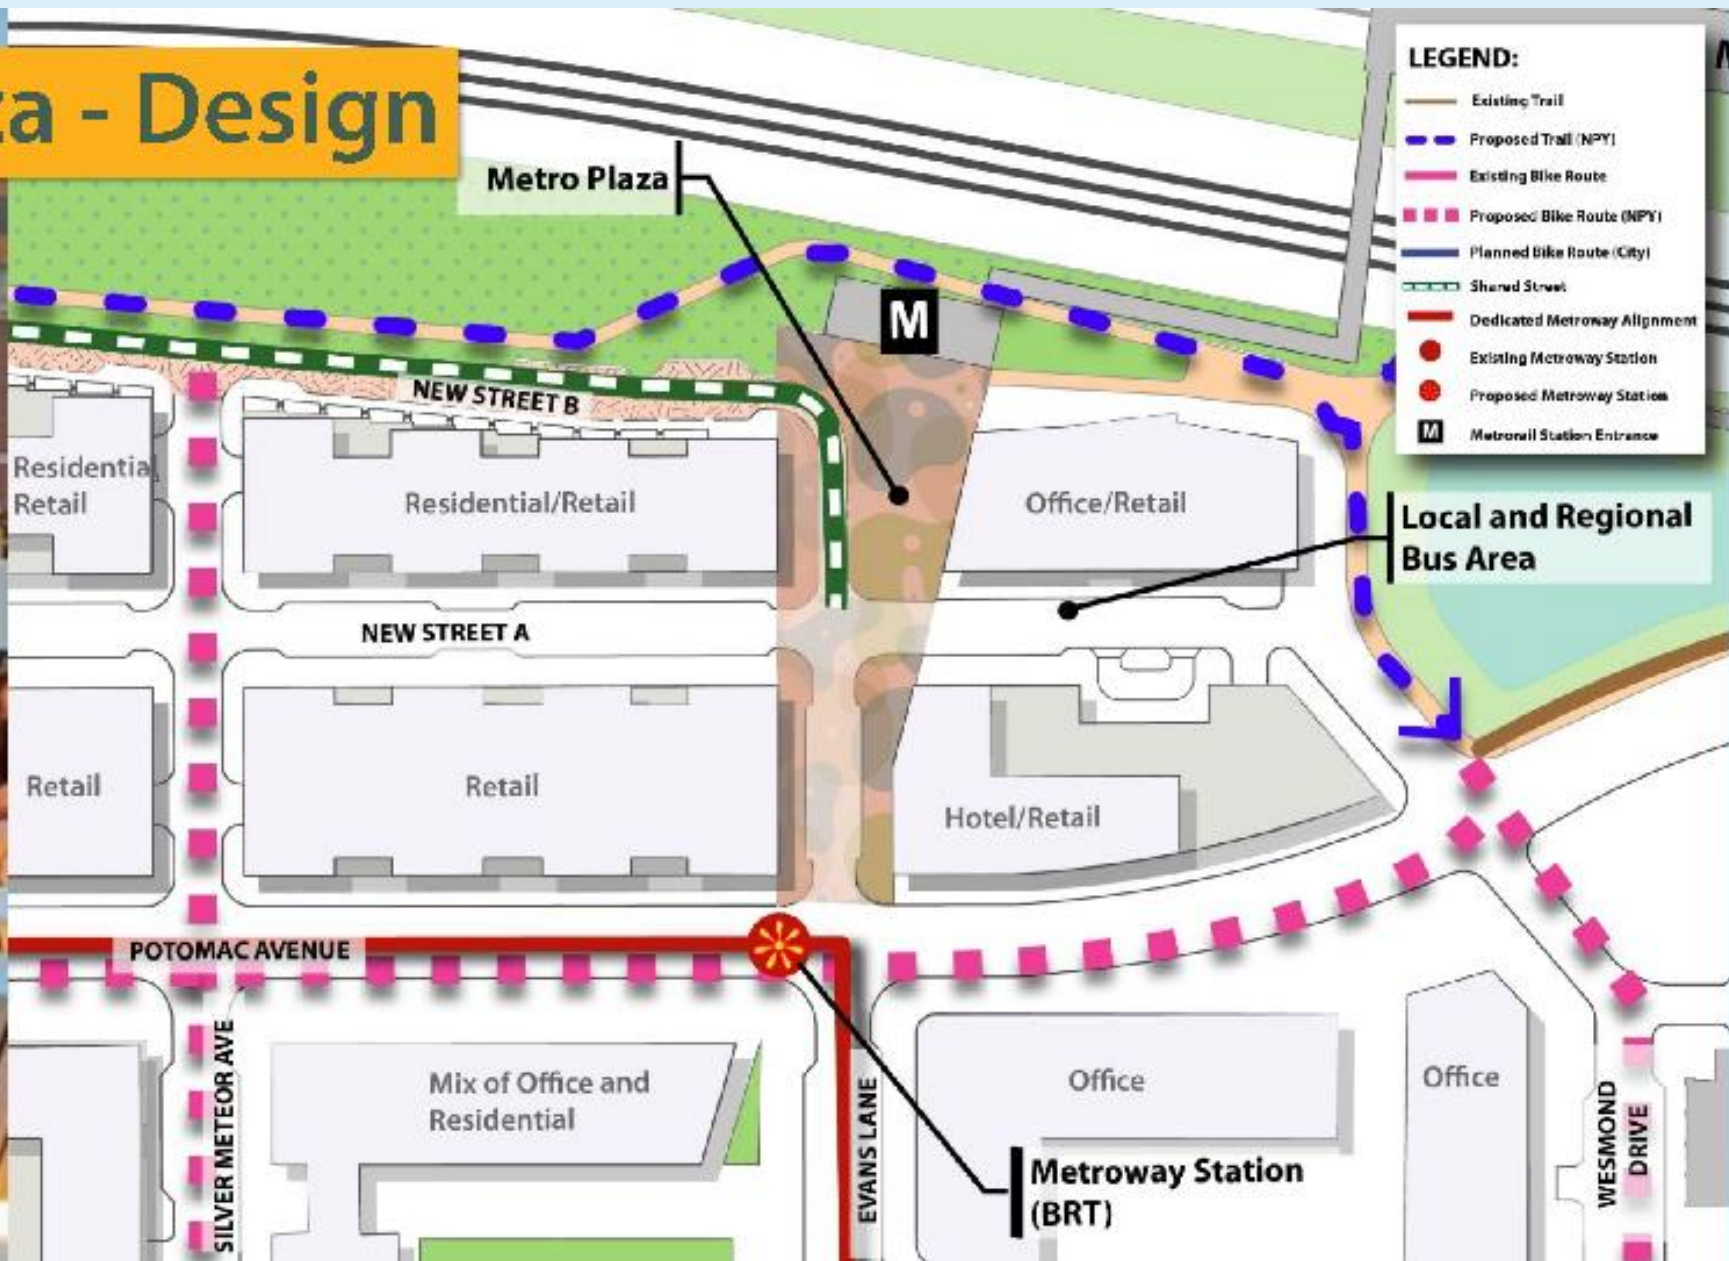 za - Design
Metro Plaza
LEGEND:
Existing Trail
Proposed Trail (NPY)
Existing Bike Route
Proposed Bike Route (NPY)
Planned Bike Route (City)
Shared Street
Dedicated Metroway Alignment
Existing Metroway Station
Proposed Metroway Station
M Metrorail Station Entrance
M
NEW STREET B
Residential
Retail
Residential/Retail
Office/Retail
Local and Regional
Bus Area
NEW STREET A
Retail
Retail
Hotel/Retail
POTOMAC AVENUE
SILVER METEOR AVE
Mix of Office and
Residential
EVANS LANE
Office
Office
WESMOND
DRIVE
Metroway Station
(BRT)